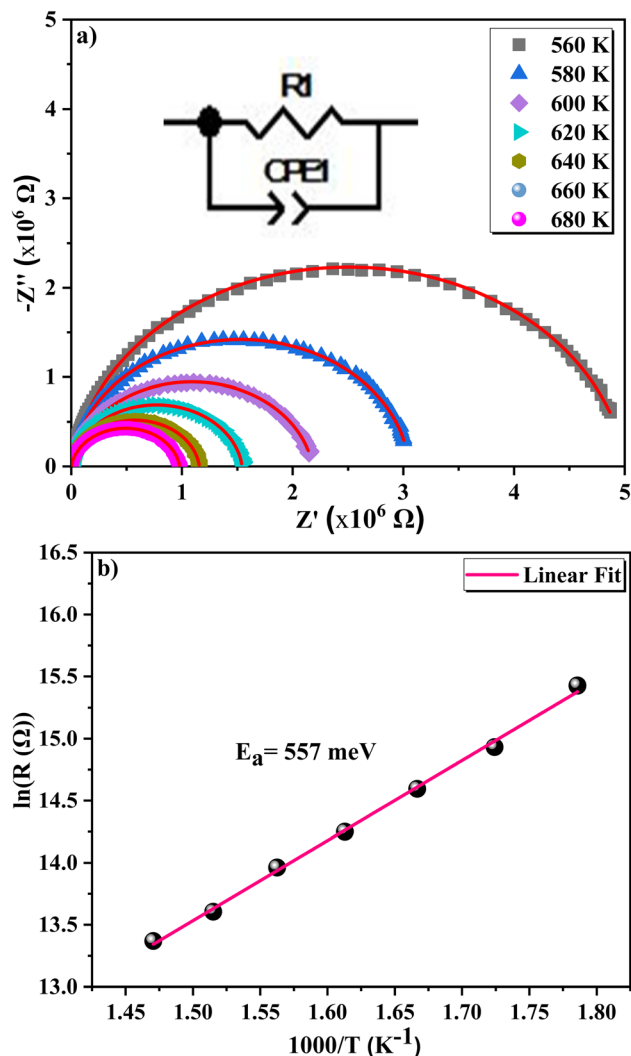 a)
560 K
580 K
600 K
620 K
640 K
660 K
680 K
R1
CPE1
-Z'' (x10⁶ Ω)
5
4
3
2
1
0
0 1 2 3 4 5
Z' (x10⁶ Ω)
b)
Linear Fit
Eₐ= 557 meV
ln(R (Ω))
16.5
16.0
15.5
15.0
14.5
14.0
13.5
13.0
1.45 1.50 1.55 1.60 1.65 1.70 1.75 1.80
1000/T (K⁻¹)